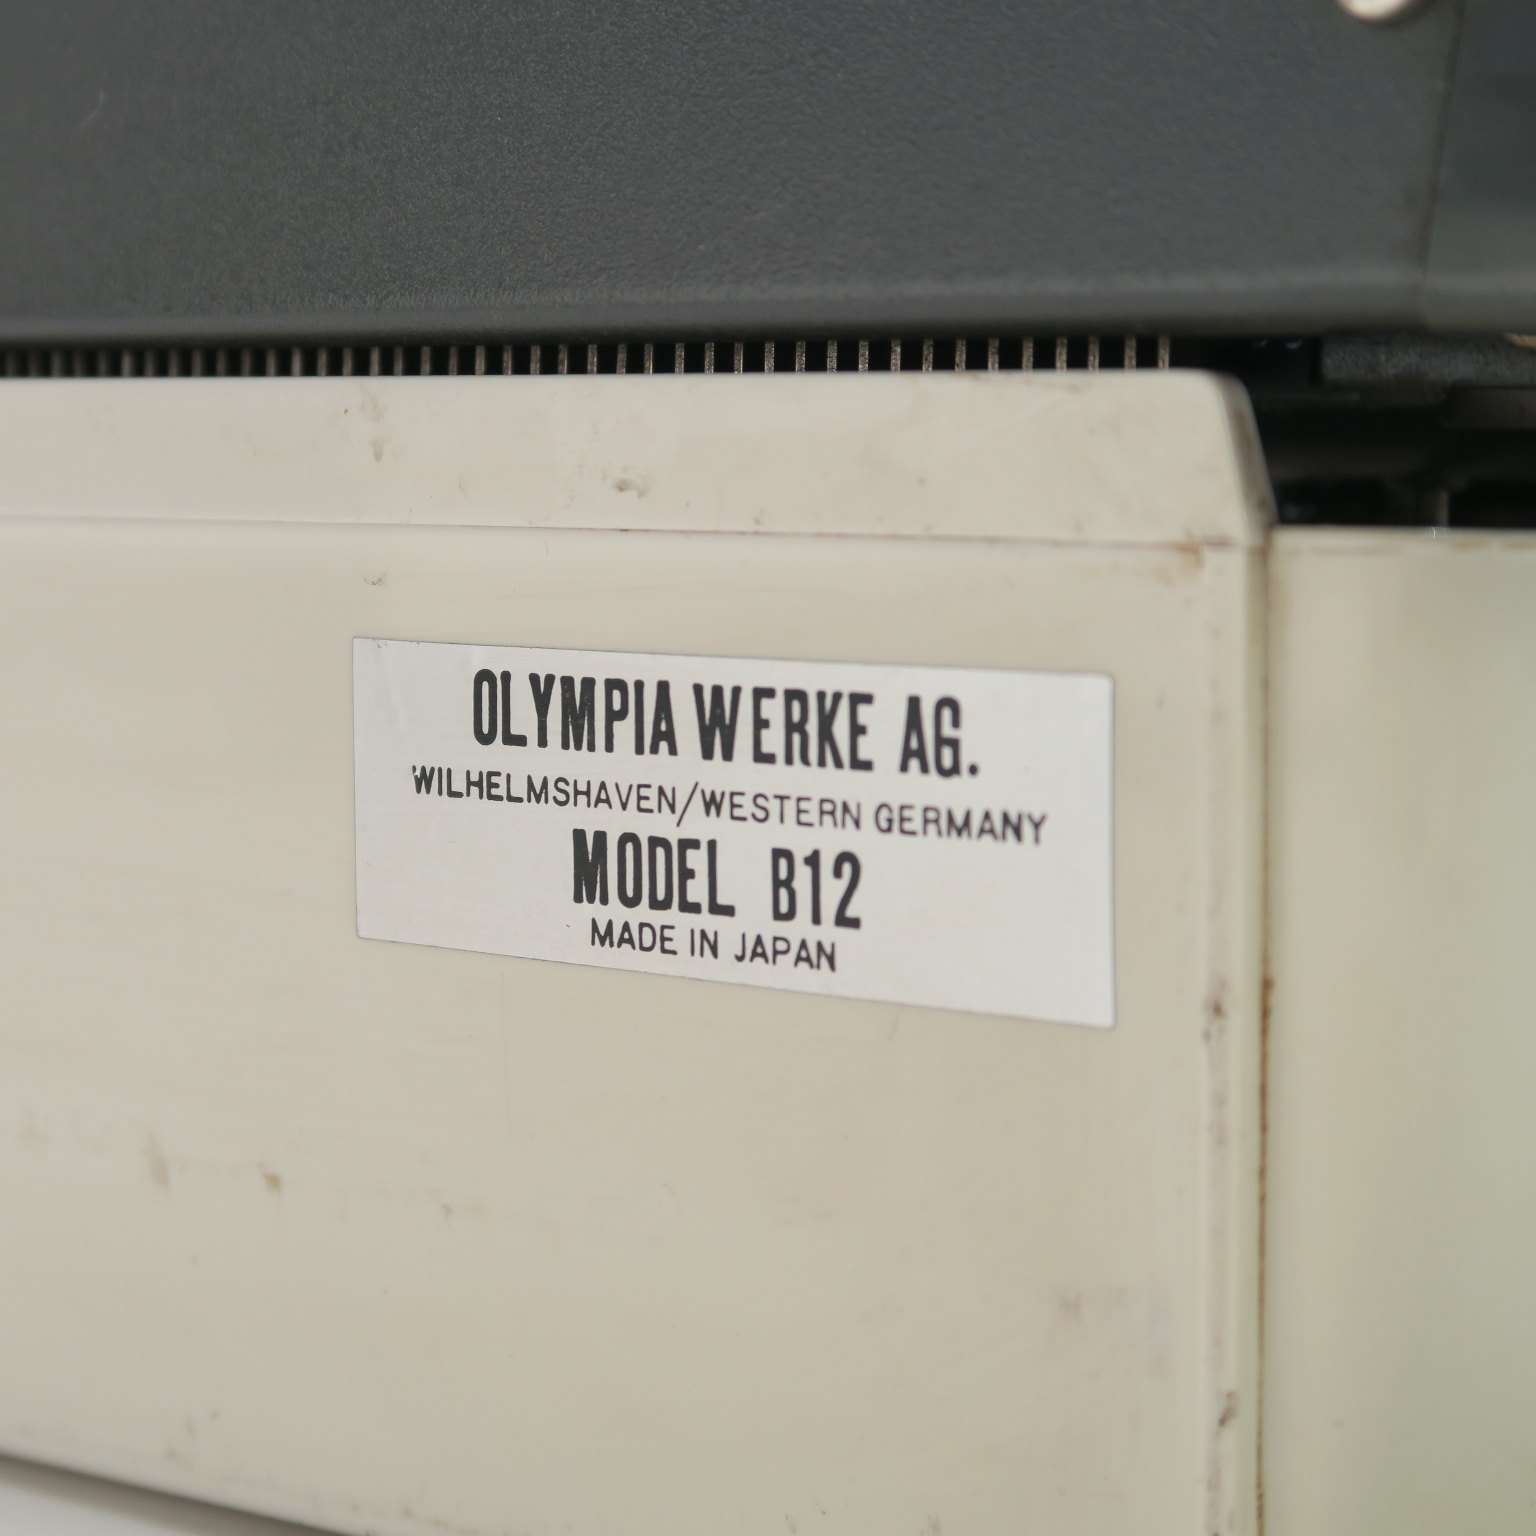 OLYMPIA WERKE AG.
WILHELMSHAVEN/WESTERN GERMANY
MODEL B12
MADE IN JAPAN